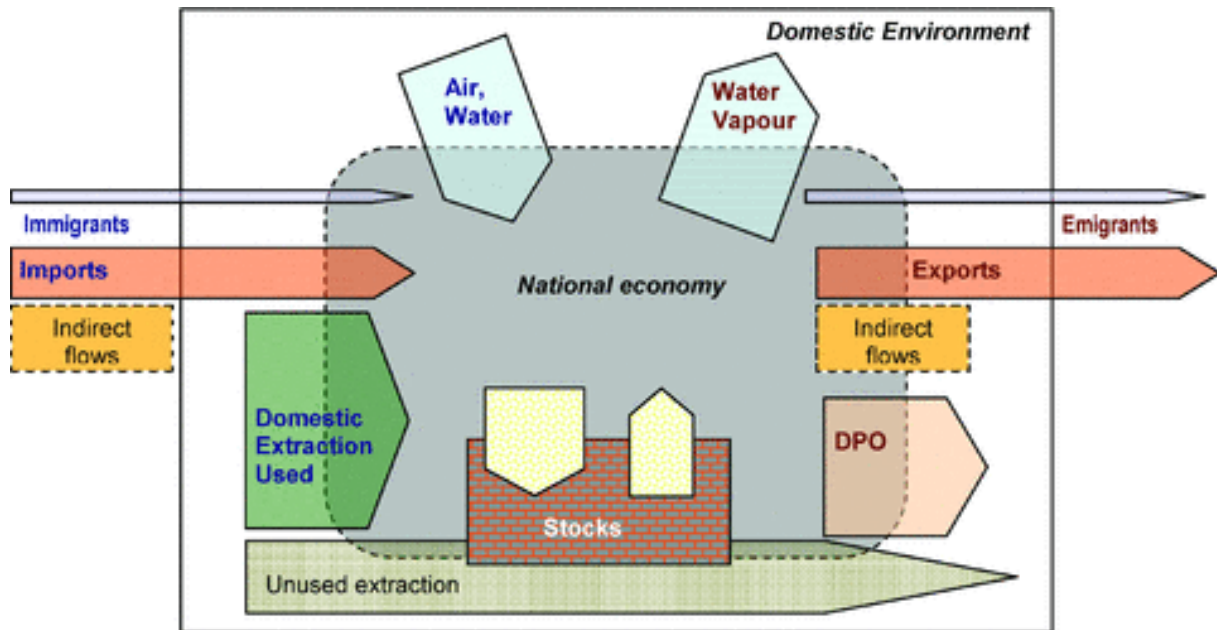 Domestic Environment
Air,
Water
Water
Vapour
Immigrants
Emigrants
Imports
National economy
Exports
Indirect
flows
Indirect
flows
Domestic
Extraction
Used
DPO
Stocks
Unused extraction